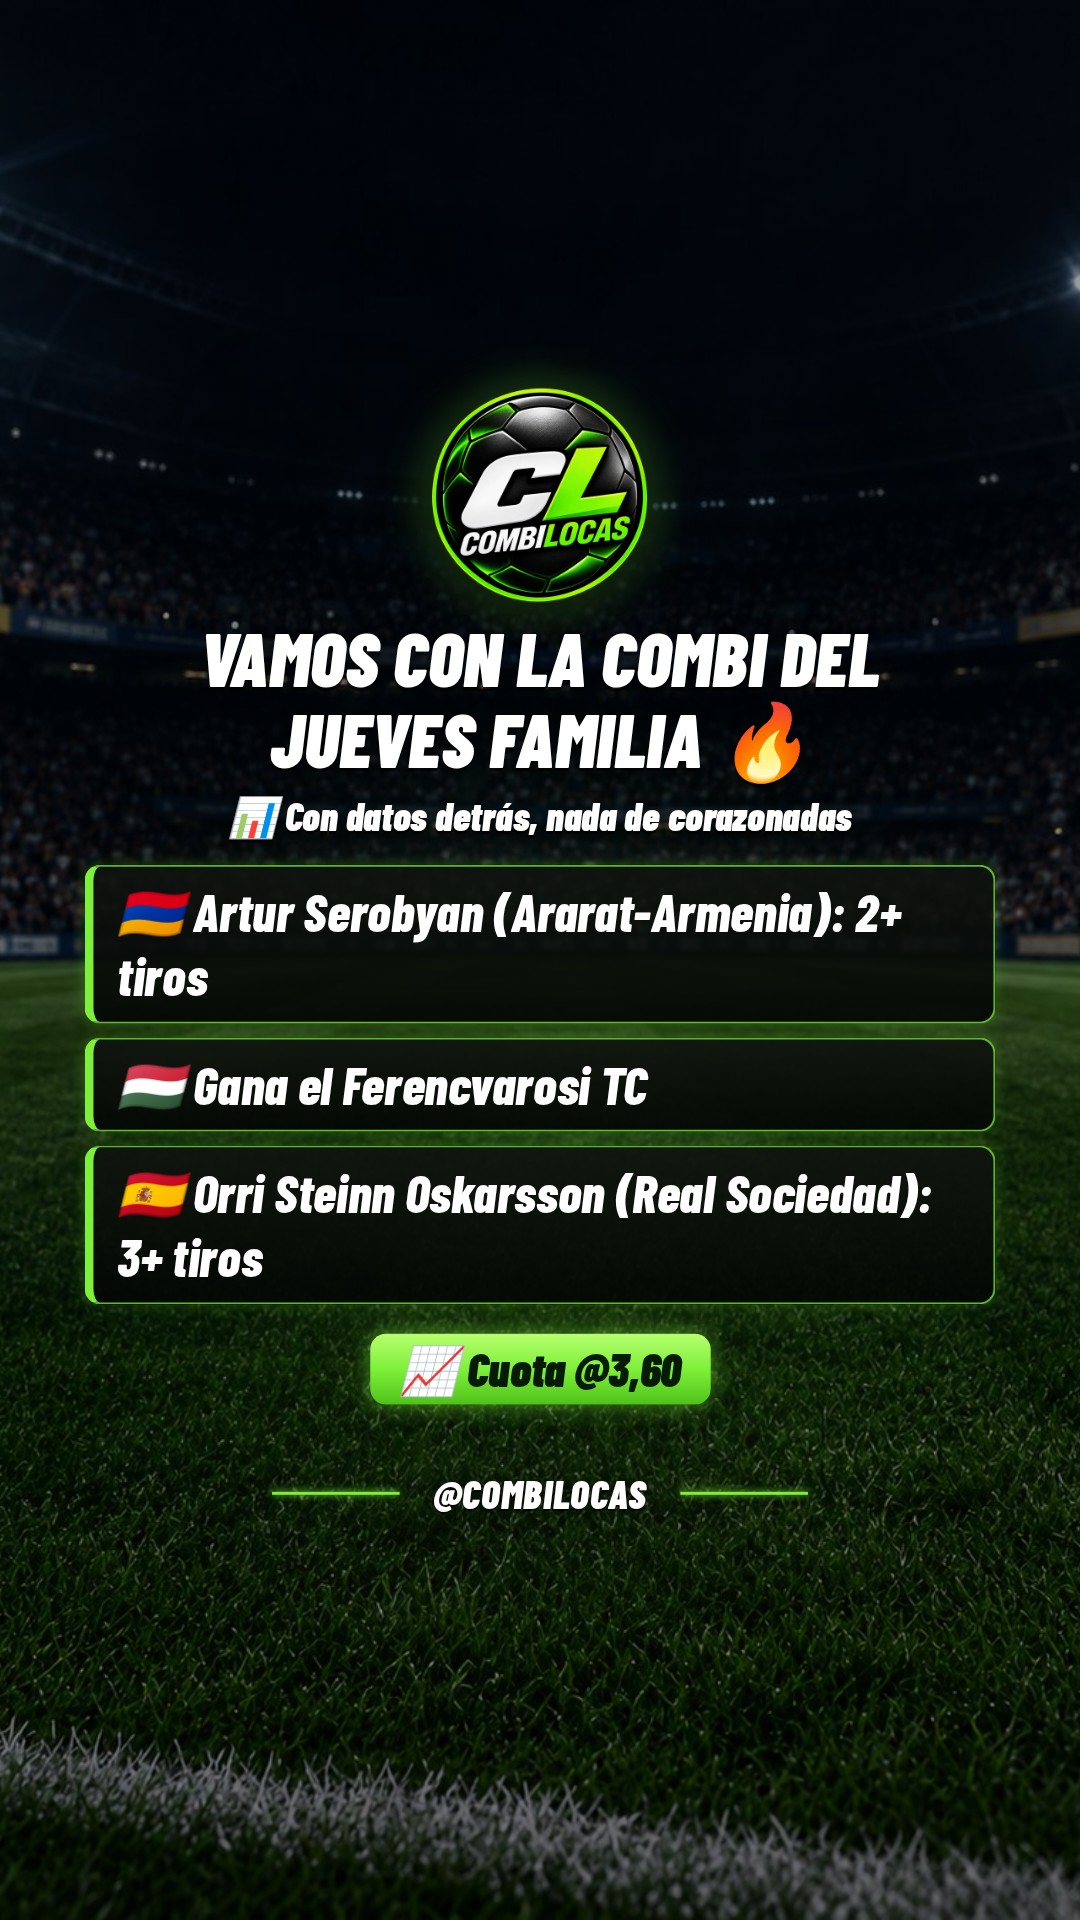 CL
COMBILOCAS
VAMOS CON LA COMBI DEL
JUEVES FAMILIA 🔥
📊 Con datos detrás, nada de corazonadas
🇦🇲 Artur Serobyan (Ararat-Armenia): 2+
tiros
🇭🇺 Gana el Ferencvarosi TC
🇪🇸 Orri Steinn Oskarsson (Real Sociedad):
3+ tiros
📈 Cuota @3,60
@COMBILOCAS